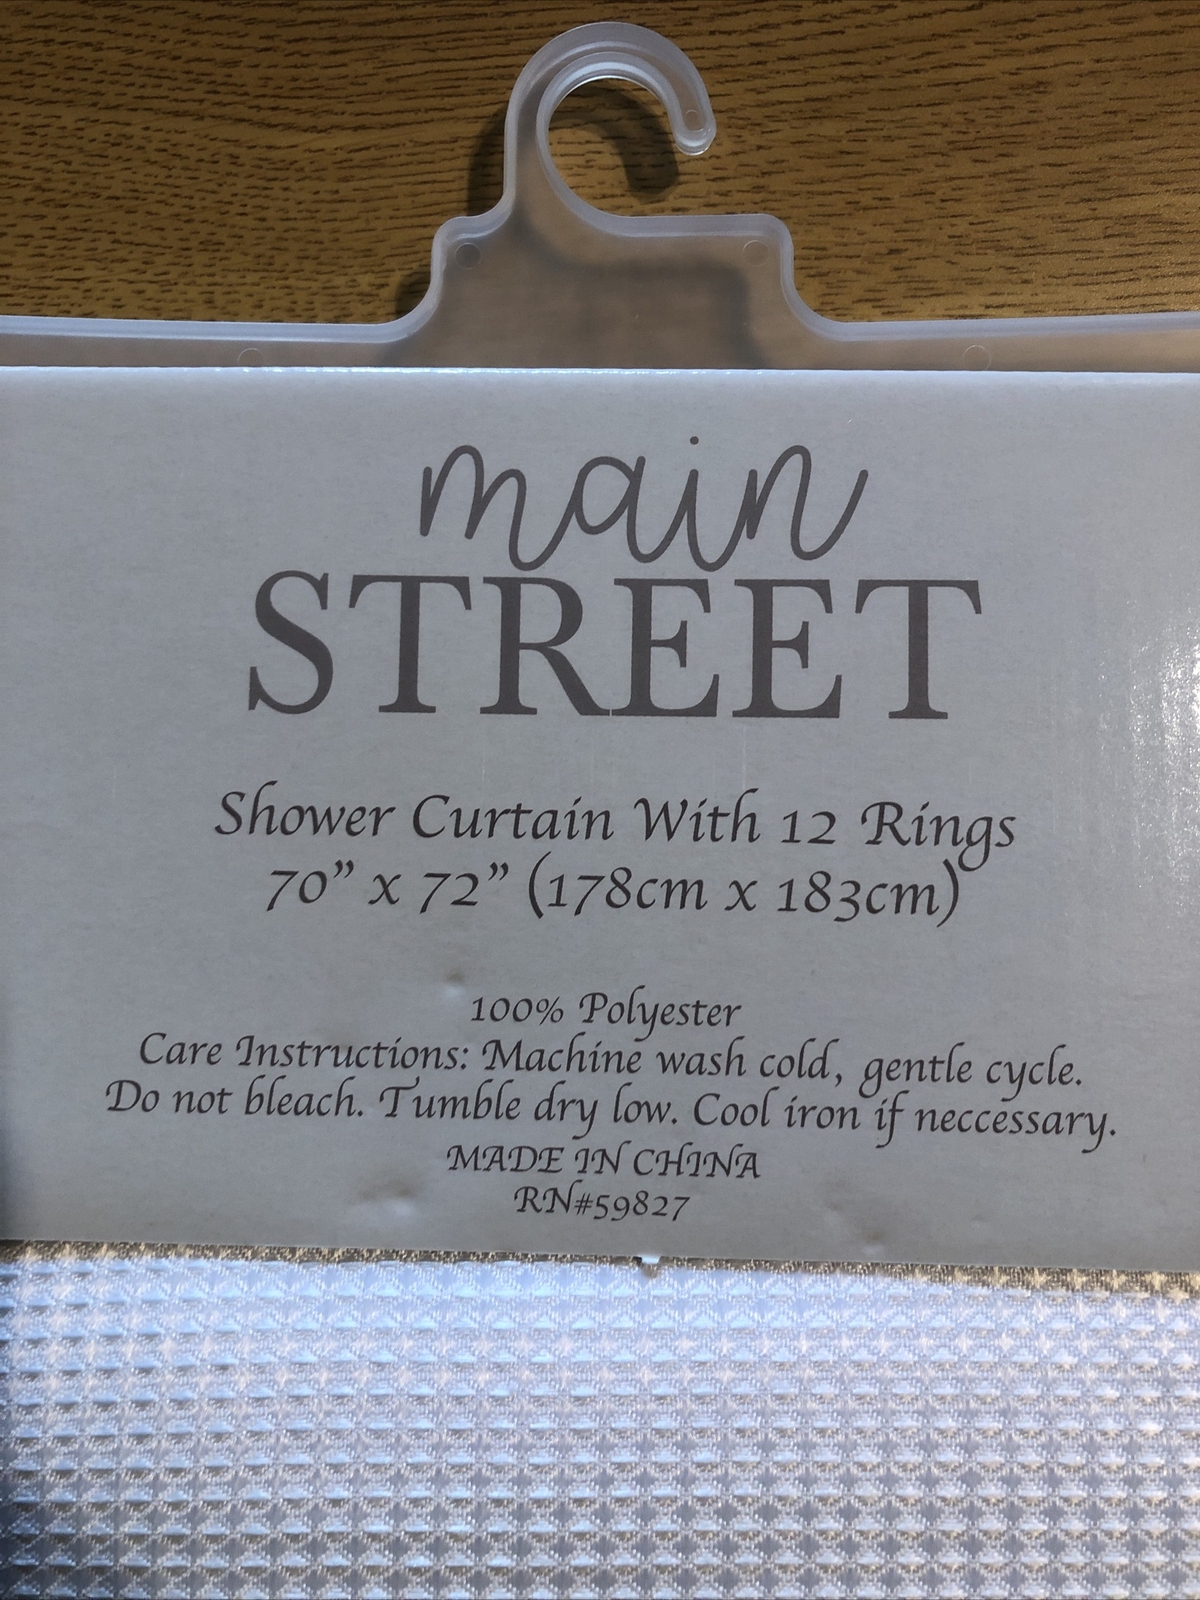 main
STREET
Shower Curtain With 12 Rings
70” x 72” (178cm x 183cm)
100% Polyester
Care Instructions: Machine wash cold, gentle cycle.
Do not bleach. Tumble dry low. Cool iron if neccessary.
MADE IN CHINA
RN#59827